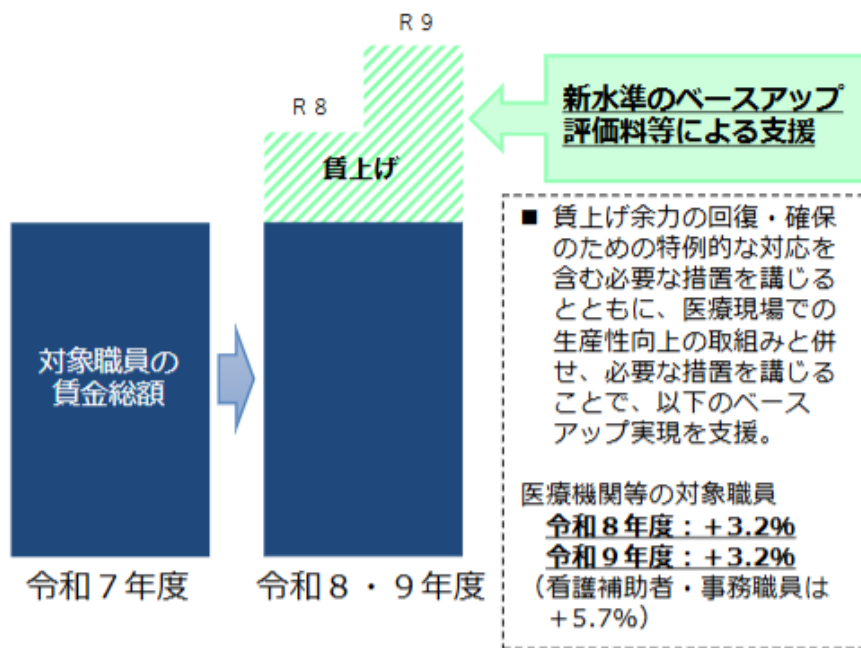 R 9
R 8
賃上げ
新水準のベースアップ
評価料等による支援
対象職員の
賃金総額
■ 賃上げ余力の回復・確保
のための特例的な対応を
含む必要な措置を講じる
とともに、医療現場での
生産性向上の取組みと併
せ、必要な措置を講じる
ことで、以下のベース
アップ実現を支援。
医療機関等の対象職員
令和８年度：＋3.2%
令和９年度：＋3.2%
（看護補助者・事務職員は
＋5.7%）
令和７年度
令和８・９年度